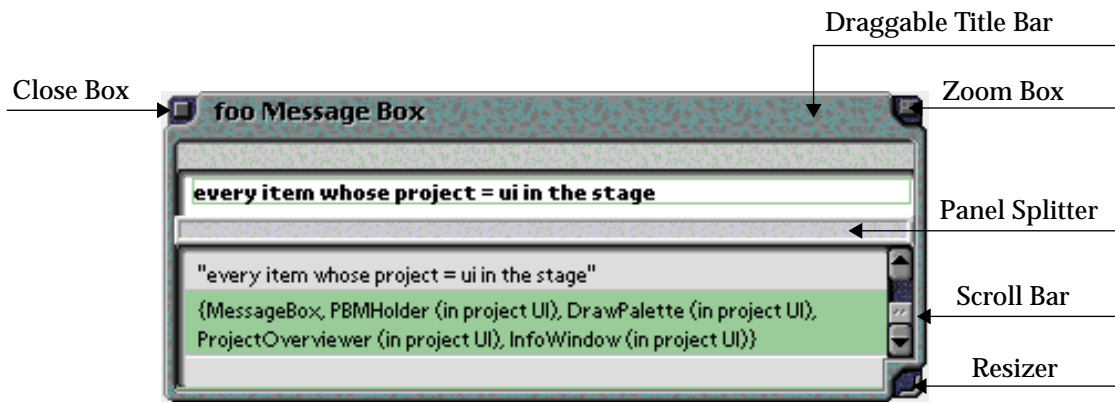 Draggable Title Bar
Close Box
Zoom Box
foo Message Box
every item whose project = ui in the stage
Panel Splitter
"every item whose project = ui in the stage"
{MessageBox, PBMHolder (in project UI), DrawPalette (in project UI),
ProjectOverviewer (in project UI), InfoWindow (in project UI)}
Scroll Bar
Resizer